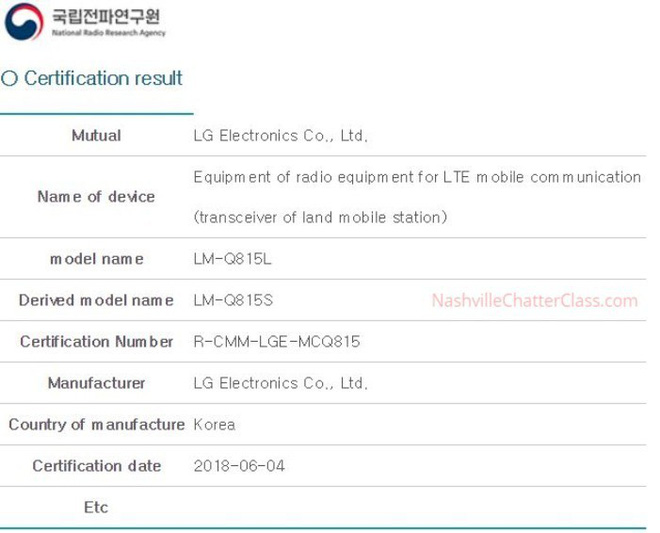 국립전파연구원
National Radio Research Agency
○ Certification result
Mutual LG Electronics Co., Ltd.
Name of device Equipment of radio equipment for LTE mobile communication
(transceiver of land mobile station)
model name LM-Q815L
Derived model name LM-Q815S NashvilleChatterClass.com
Certification Number R-CMM-LGE-MCQ815
Manufacturer LG Electronics Co., Ltd.
Country of manufacture Korea
Certification date 2018-06-04
Etc